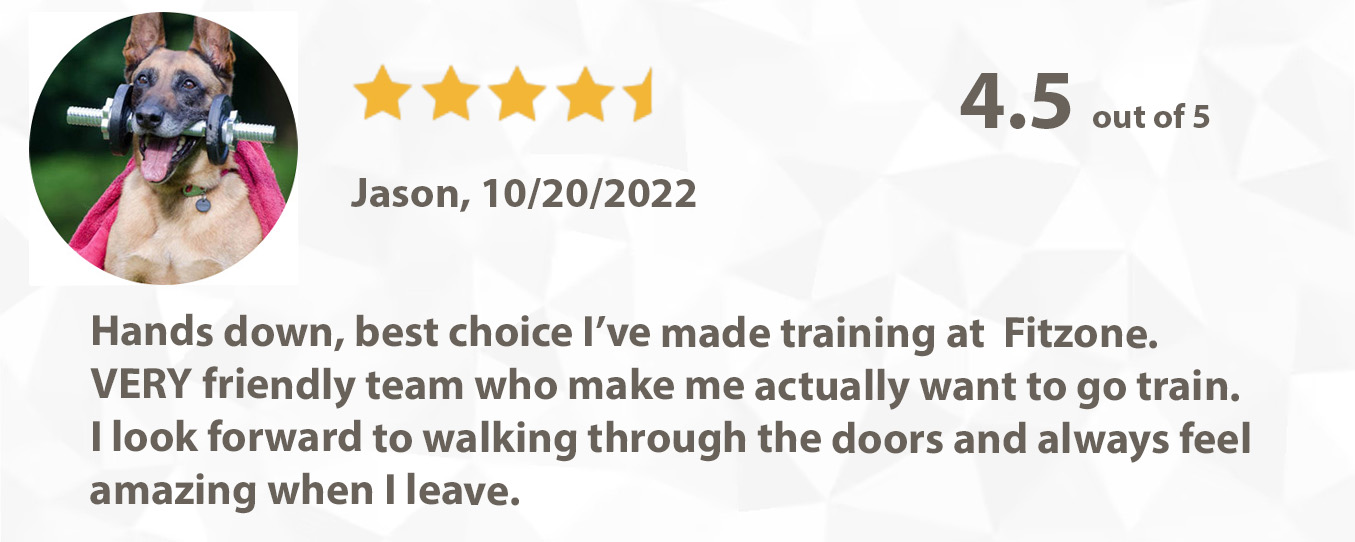 4.5 out of 5
Jason, 10/20/2022
Hands down, best choice I’ve made training at Fitzone.
VERY friendly team who make me actually want to go train.
I look forward to walking through the doors and always feel
amazing when I leave.